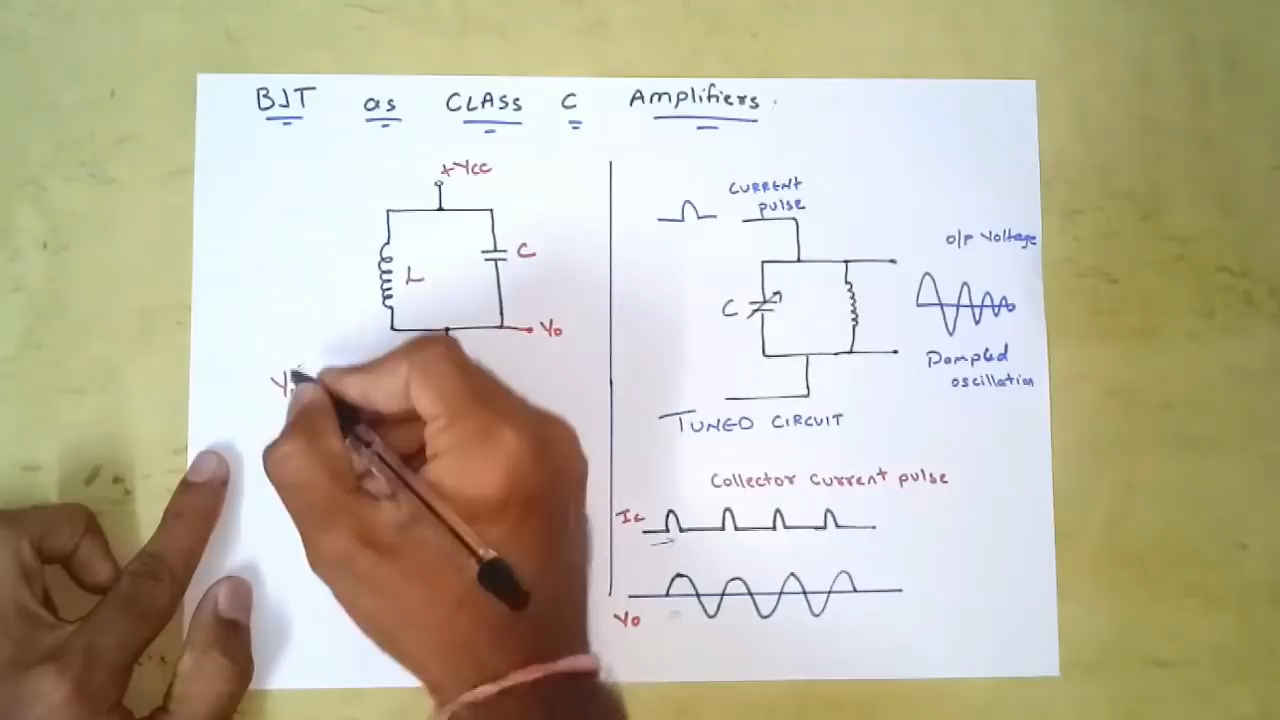 BJT as CLASS C Amplifiers.
+Vcc
L
C
Vo
CURRENT
pulse
O/P Voltage
C
Damped
oscillation
TUNED CIRCUIT
Collector Current pulse
Ic
Vo